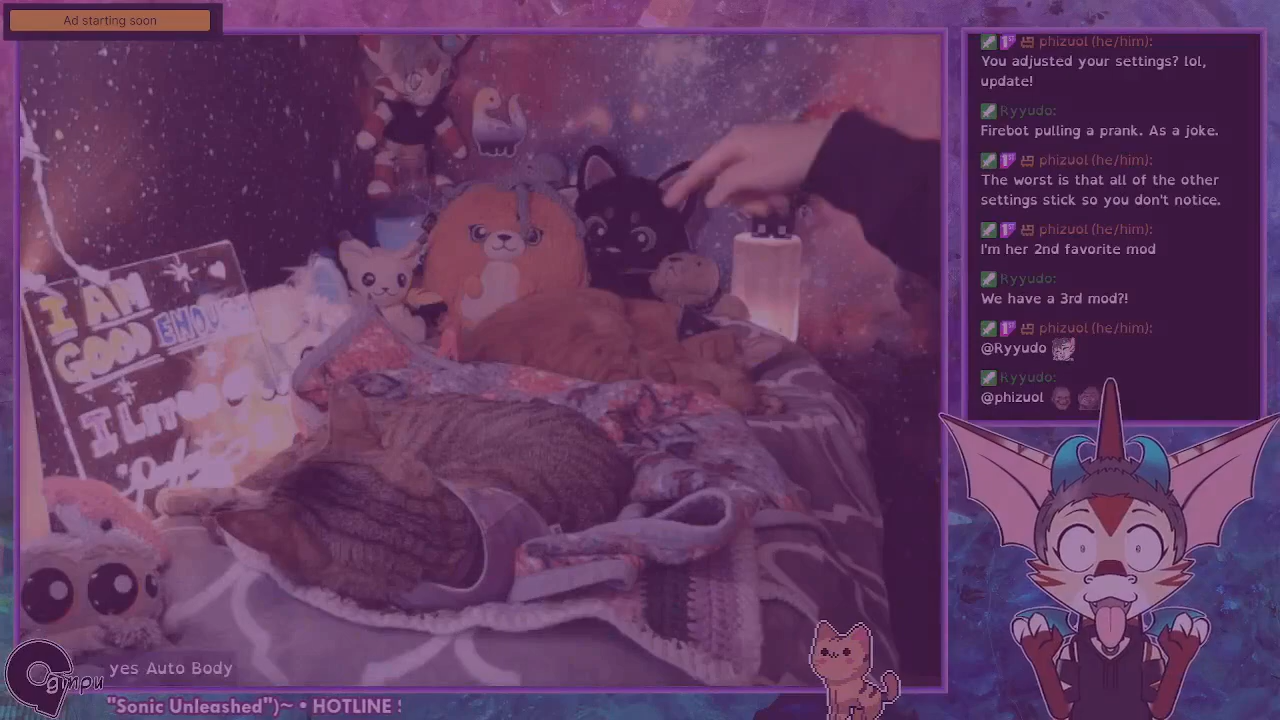 Ad starting soon
phizuol (he/him):
You adjusted your settings? lol,
update!
Ryyudo:
Firebot pulling a prank. As a joke.
phizuol (he/him):
The worst is that all of the other
settings stick so you don't notice.
phizuol (he/him):
I'm her 2nd favorite mod
Ryyudo:
We have a 3rd mod?!
phizuol (he/him):
@Ryyudo
Ryyudo:
@phizuol
I AM
GOOD ENOUGH
yes Auto Body
ginpu
"Sonic Unleashed")~ • HOTLINE